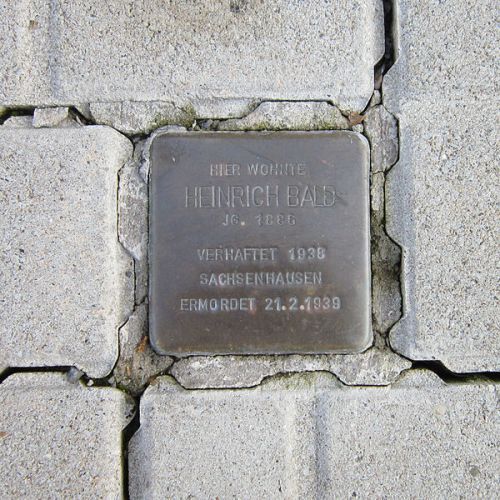 HIER WOHNTE
HEINRICH BALD
JG. 1886
VERHAFTET 1938
SACHSENHAUSEN
ERMORDET 21.2.1939